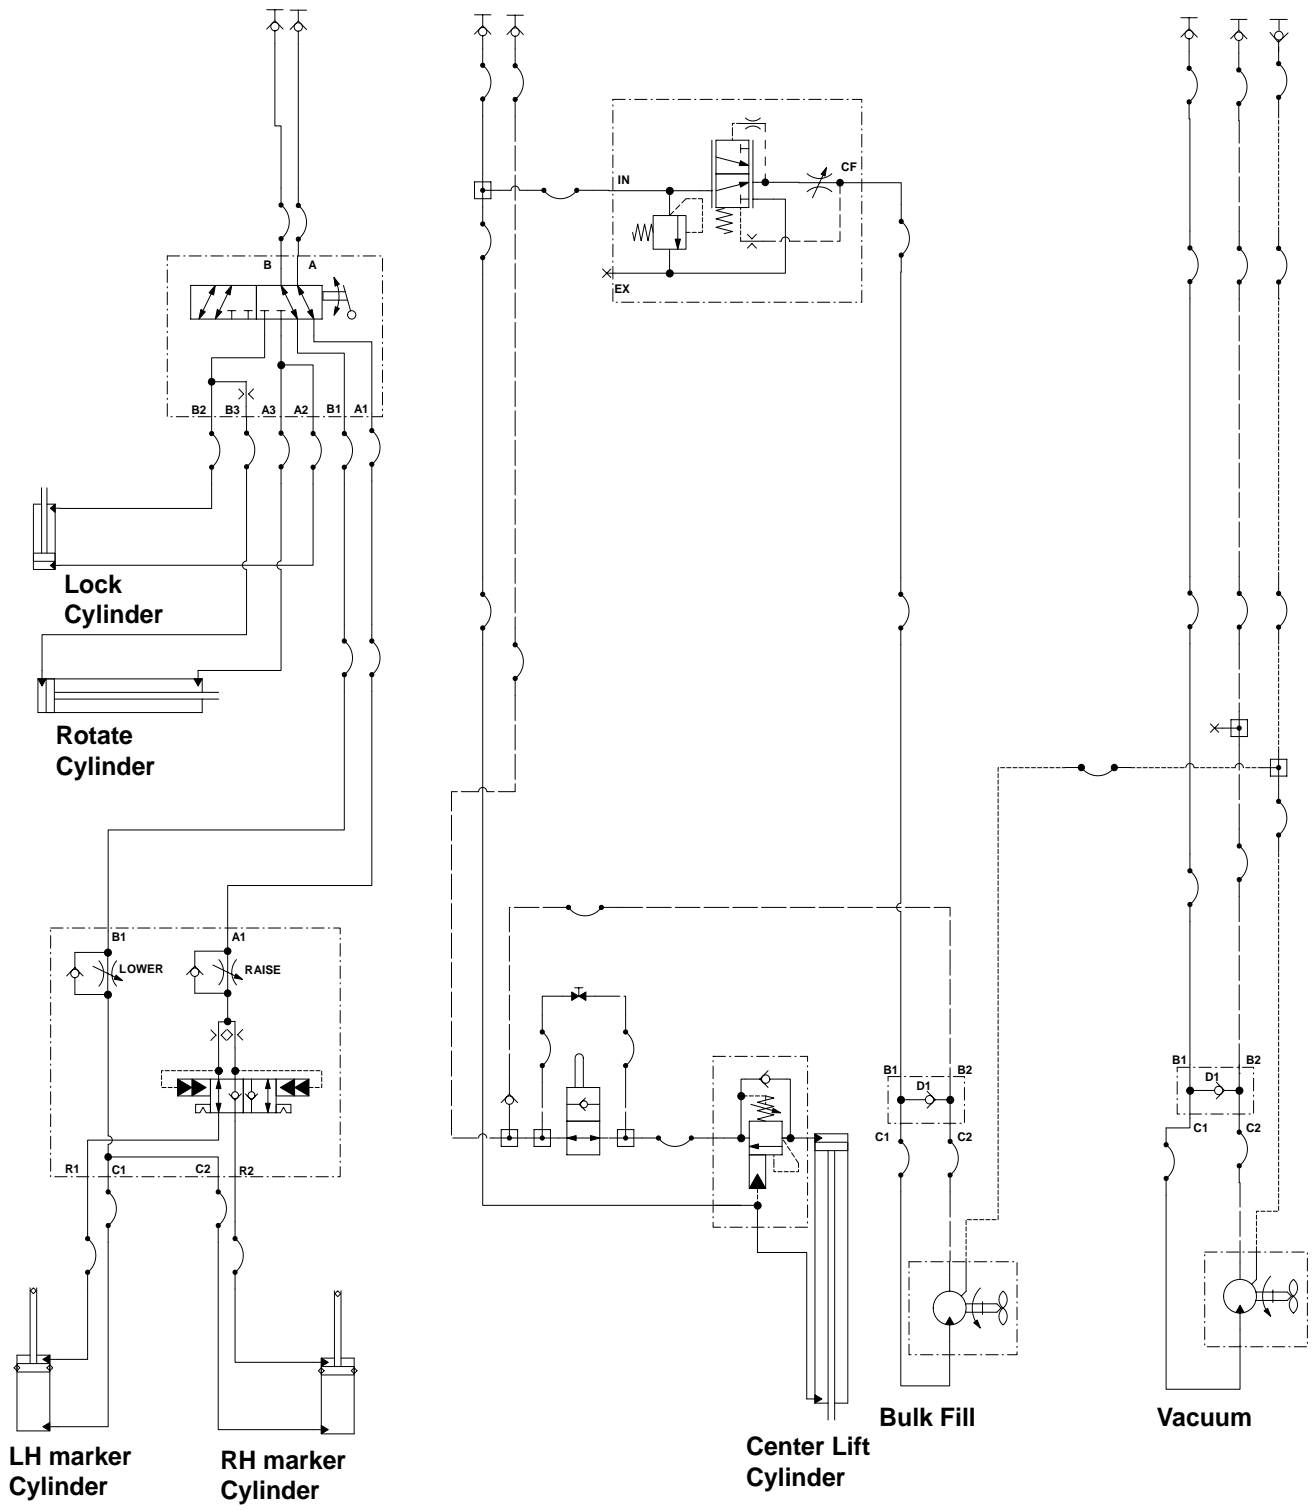 IN
CF
EX
B A
B2 B3 A3 A2 B1 A1
Lock
Cylinder
Rotate
Cylinder
B1 A1
LOWER RAISE
R1 C1 C2 R2
LH marker
Cylinder
RH marker
Cylinder
Center Lift
Cylinder
B1 B2
D1
C1 C2
Bulk Fill
B1 B2
D1
C1 C2
Vacuum